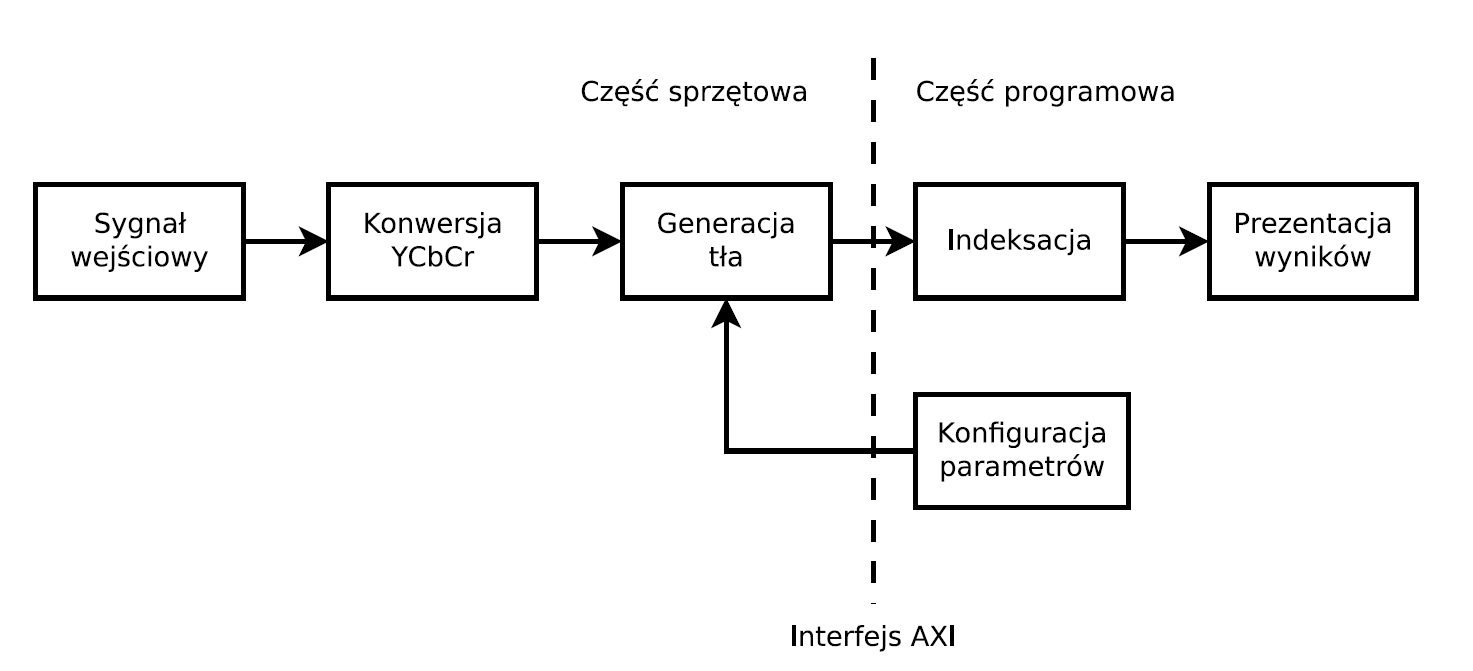 Część sprzętowa
Część programowa
Sygnał
wejściowy
Konwersja
YCbCr
Generacja
tła
Indeksacja
Prezentacja
wyników
Konfiguracja
parametrów
Interfejs AXI